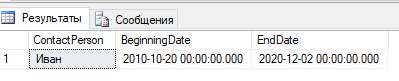 Результаты Сообщения
ContactPerson BeginningDate EndDate
1 Иван 2010-10-20 00:00:00.000 2020-12-02 00:00:00.000